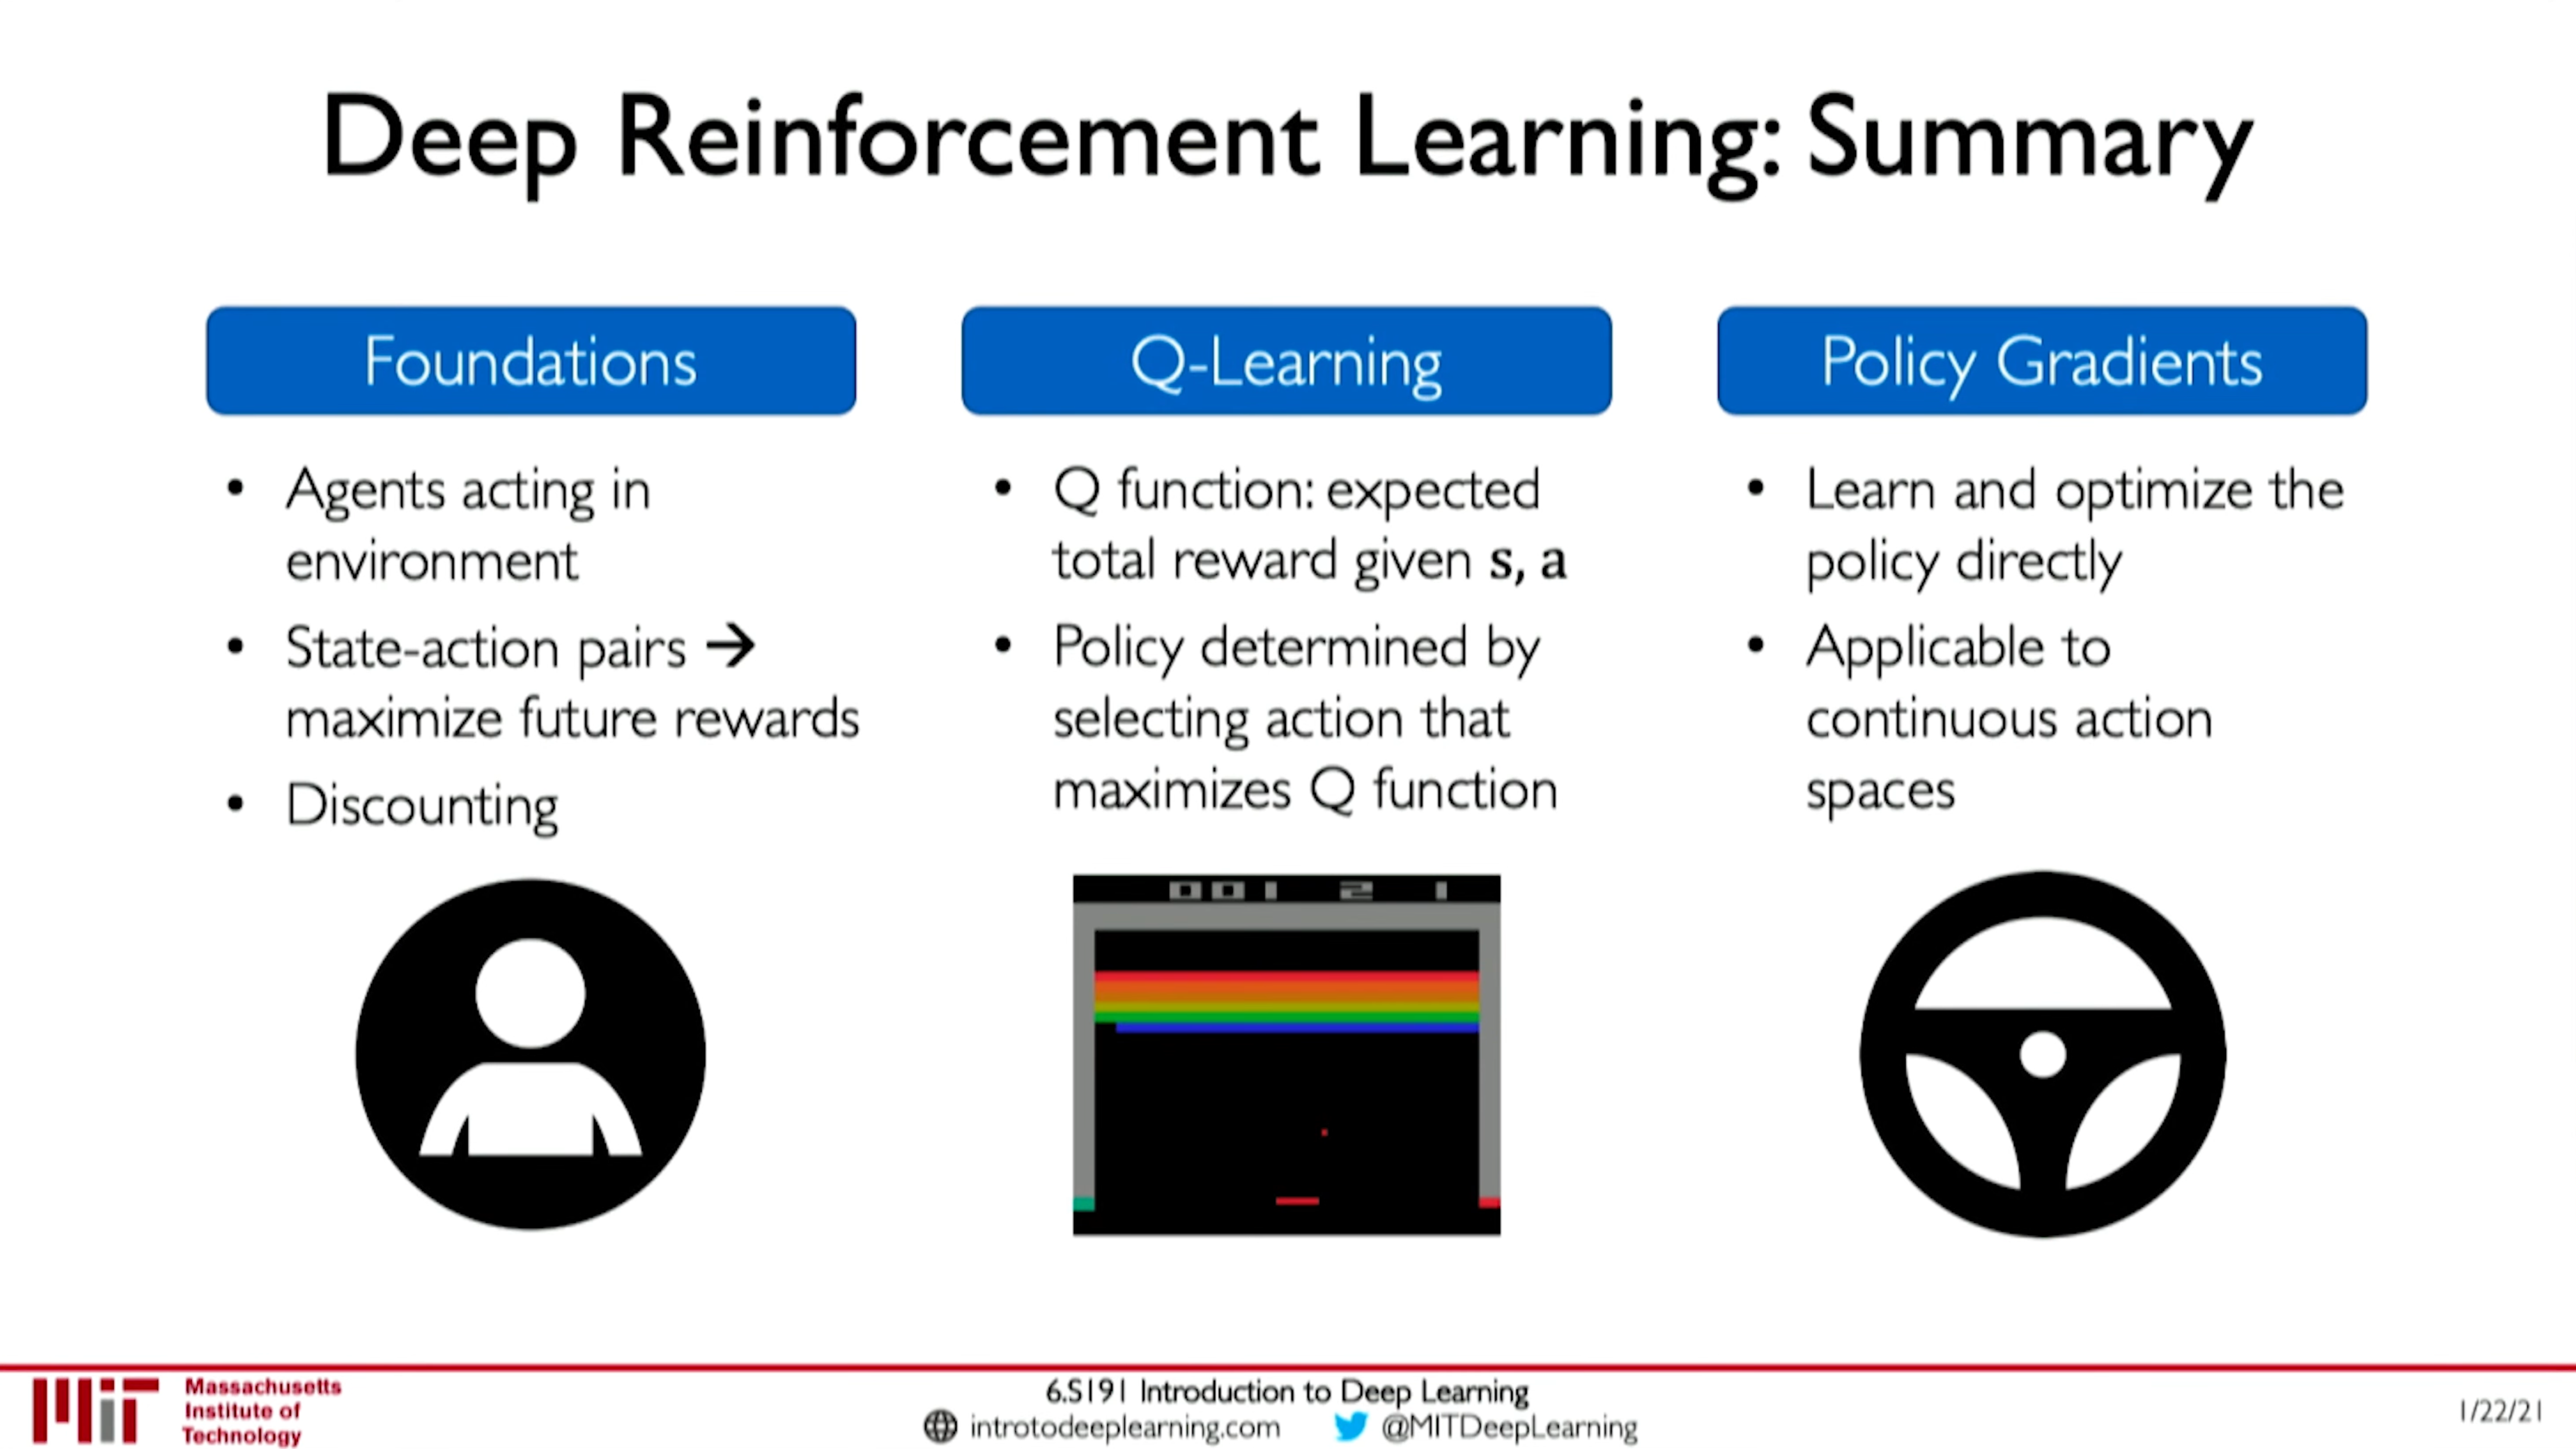 Deep Reinforcement Learning: Summary
Foundations
• Agents acting in
environment
• State-action pairs →
maximize future rewards
• Discounting
Q-Learning
• Q function: expected
total reward given s, a
• Policy determined by
selecting action that
maximizes Q function
001 2 1
Policy Gradients
• Learn and optimize the
policy directly
• Applicable to
continuous action
spaces
Massachusetts
Institute of
Technology
6.S191 Introduction to Deep Learning
introtodeeplearning.com @MITDeepLearning
1/22/21